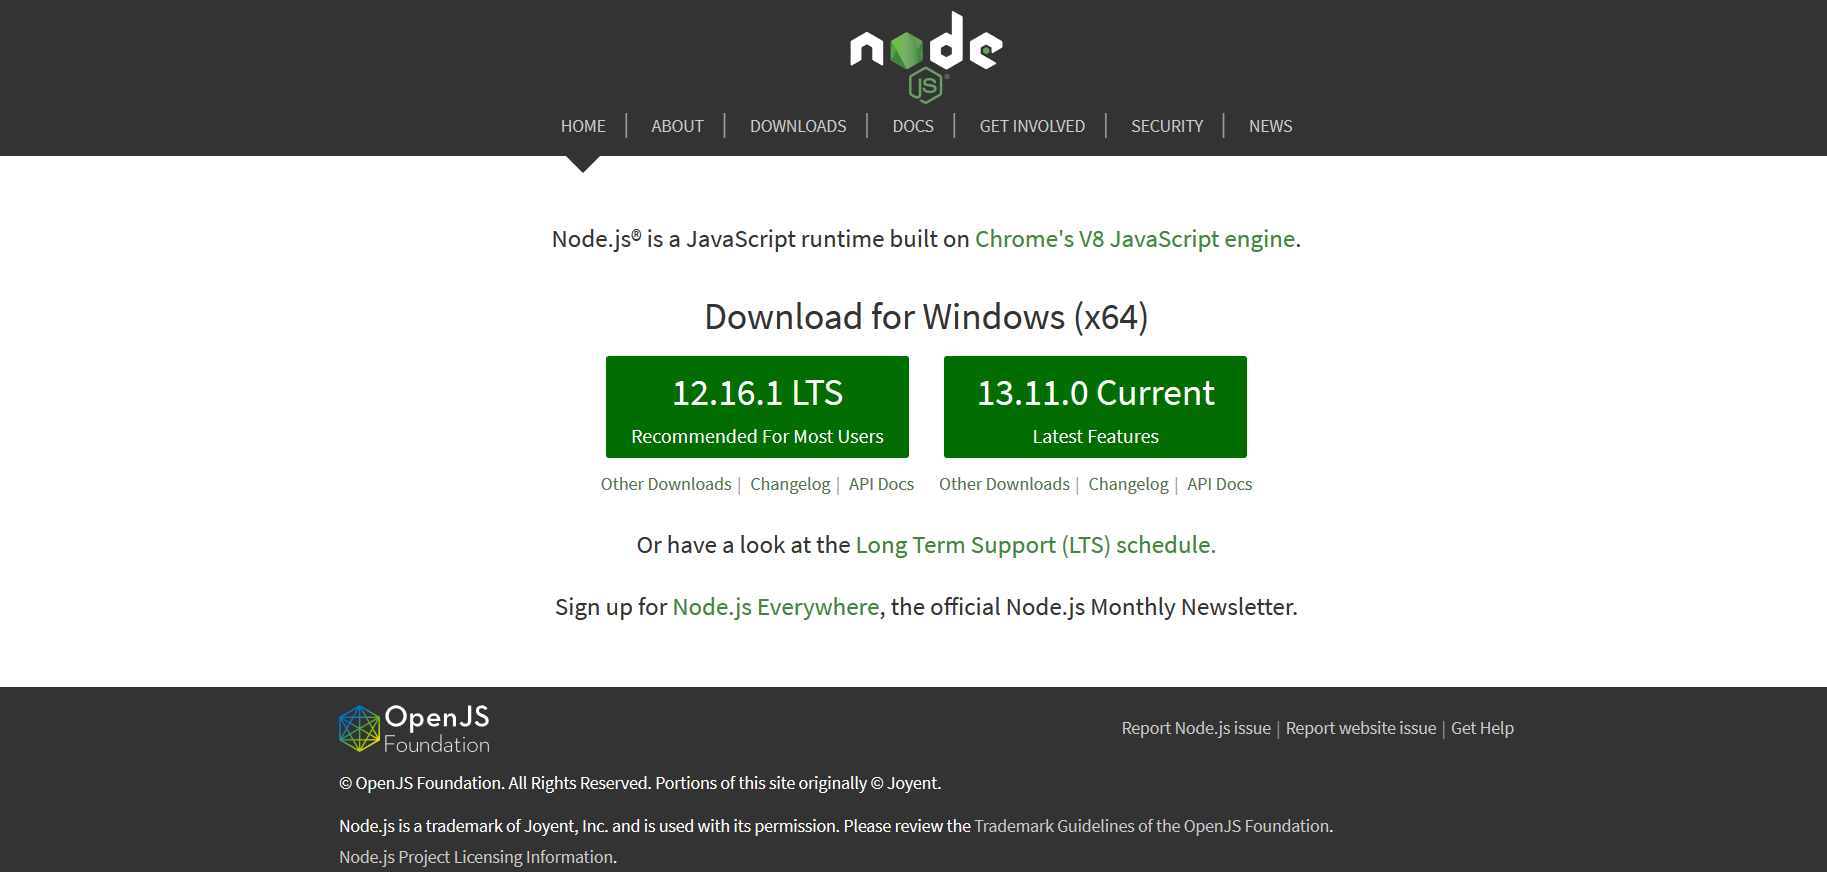 node
JS ®
HOME | ABOUT | DOWNLOADS | DOCS | GET INVOLVED | SECURITY | NEWS
Node.js® is a JavaScript runtime built on Chrome's V8 JavaScript engine.
Download for Windows (x64)
12.16.1 LTS
Recommended For Most Users
13.11.0 Current
Latest Features
Other Downloads | Changelog | API Docs
Other Downloads | Changelog | API Docs
Or have a look at the Long Term Support (LTS) schedule.
Sign up for Node.js Everywhere, the official Node.js Monthly Newsletter.
OpenJS
Foundation
Report Node.js issue | Report website issue | Get Help
© OpenJS Foundation. All Rights Reserved. Portions of this site originally © Joyent.
Node.js is a trademark of Joyent, Inc. and is used with its permission. Please review the Trademark Guidelines of the OpenJS Foundation.
Node.js Project Licensing Information.